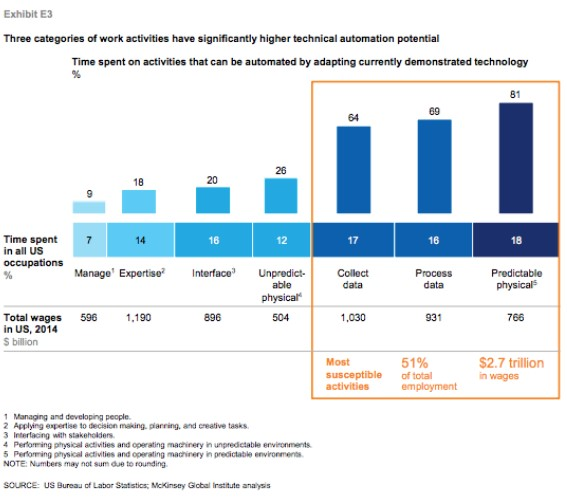 Exhibit E3
Three categories of work activities have significantly higher technical automation potential
Time spent on activities that can be automated by adapting currently demonstrated technology
%
9
18
20
26
64
69
81
Time spent
in all US
occupations
%
7 14 16 12 17 16 18
Manage1 Expertise2 Interface3 Unpredict-
able
physical4
Collect
data
Process
data
Predictable
physical5
Total wages
in US, 2014
$ billion
596 1,190 896 504 1,030 931 766
Most
susceptible
activities
51%
of total
employment
$2.7 trillion
in wages
1 Managing and developing people.
2 Applying expertise to decision making, planning, and creative tasks.
3 Interfacing with stakeholders.
4 Performing physical activities and operating machinery in unpredictable environments.
5 Performing physical activities and operating machinery in predictable environments.
NOTE: Numbers may not sum due to rounding.
SOURCE: US Bureau of Labor Statistics; McKinsey Global Institute analysis